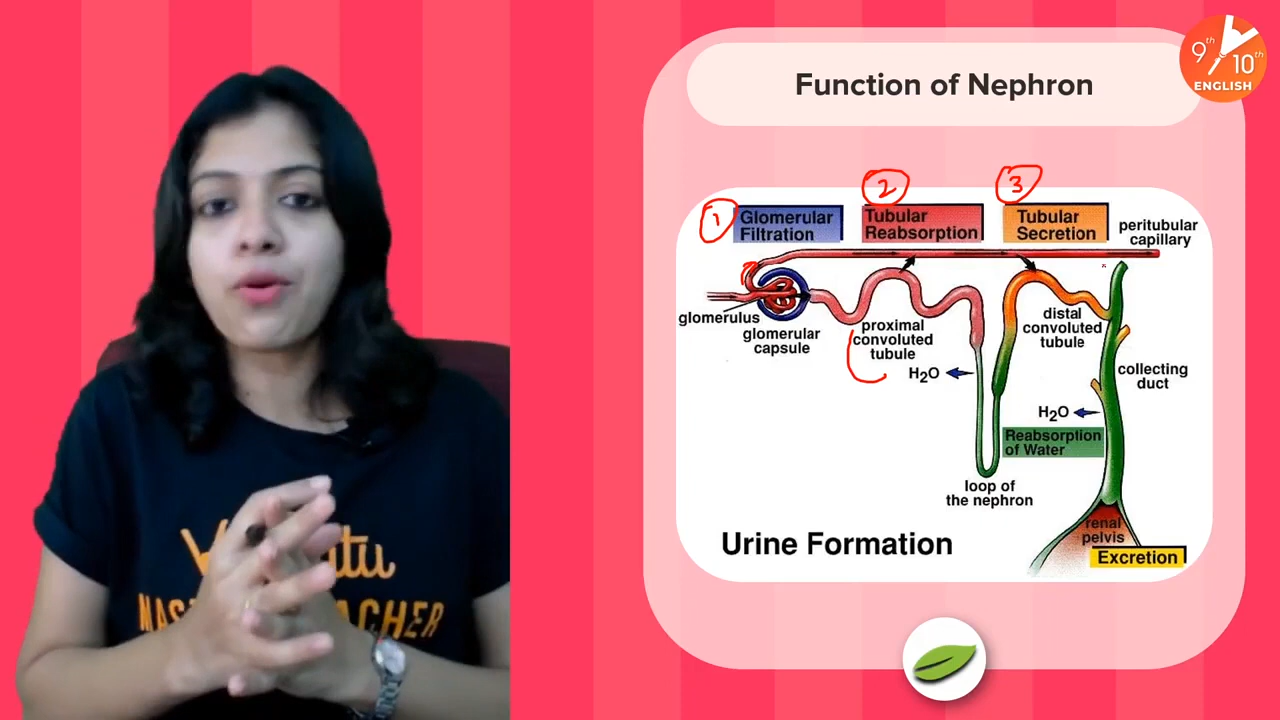 Function of Nephron
9th
10th
ENGLISH
1
2
3
Glomerular
Filtration
Tubular
Reabsorption
Tubular
Secretion
peritubular
capillary
glomerulus
glomerular
capsule
proximal
convoluted
tubule
H2O
distal
convoluted
tubule
collecting
duct
H2O
Reabsorption
of Water
loop of
the nephron
renal
pelvis
Excretion
Urine Formation